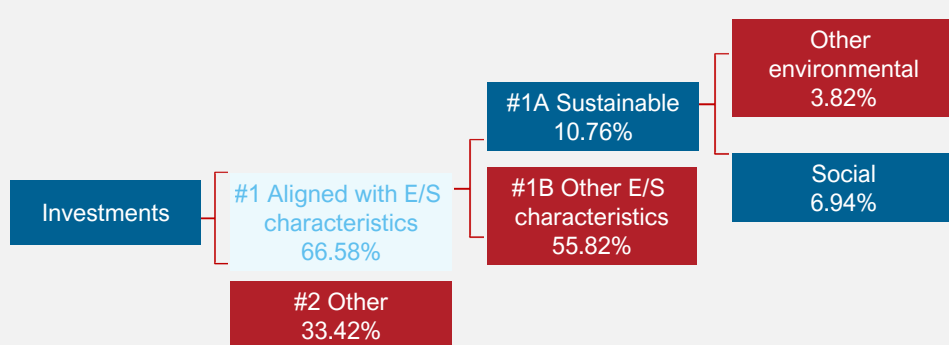 Investments
#1 Aligned with E/S
characteristics
66.58%
#2 Other
33.42%
#1A Sustainable
10.76%
#1B Other E/S
characteristics
55.82%
Other
environmental
3.82%
Social
6.94%